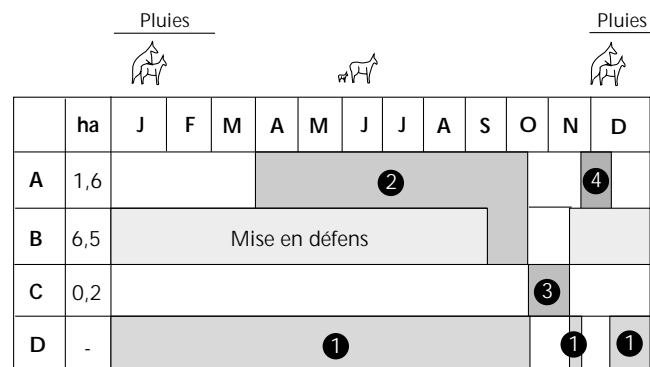 Pluies Pluies
ha J F M A M J J A S O N D
A 1,6 2 4
B 6,5 Mise en défens
C 0,2 3
D - 1 1 1